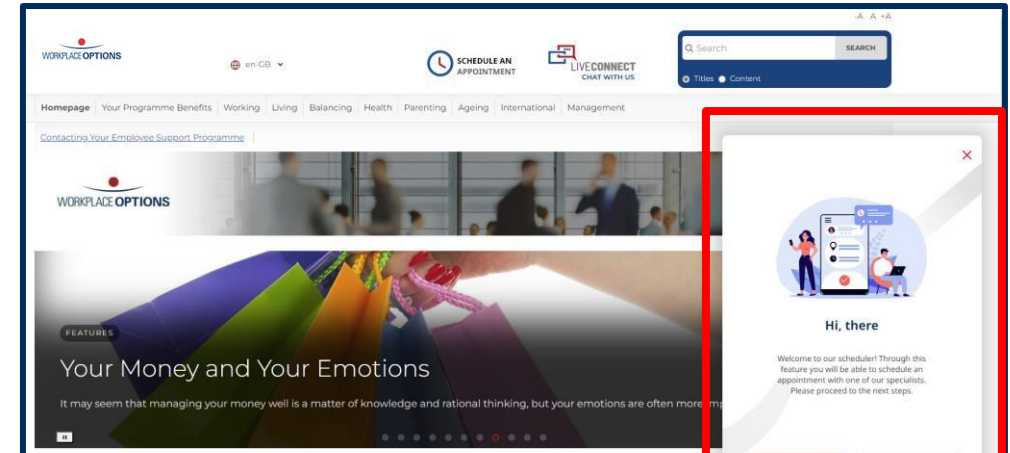 -A A +A
WORKPLACE OPTIONS
en-GB
SCHEDULE AN
APPOINTMENT
LIVECONNECT
CHAT WITH US
Search
SEARCH
Titles Content
Homepage Your Programme Benefits Working Living Balancing Health Parenting Ageing International Management
Contacting Your Employee Support Programme
WORKPLACE OPTIONS
FEATURES
Your Money and Your Emotions
It may seem that managing your money well is a matter of knowledge and rational thinking, but your emotions are often more
Hi, there
Welcome to our scheduler! Through this
feature you will be able to schedule an
appointment with one of our specialists.
Please proceed to the next steps.